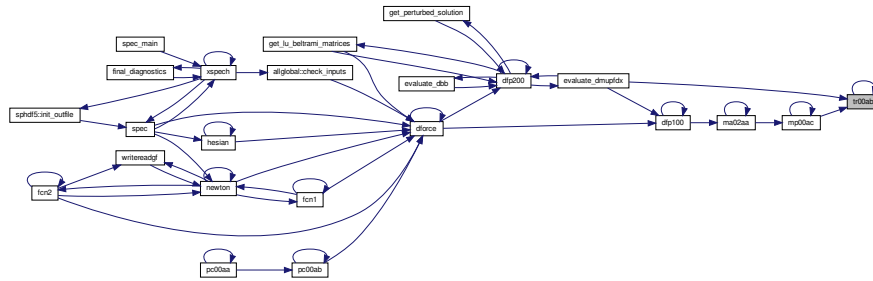 get_perturbed_solution
spec_main
get_lu_beltrami_matrices
final_diagnostics
xspech
allglobal::check_inputs
evaluate_dbb
dfp200
evaluate_dmupfdx
tr00ab
sphdf5::init_outfile
spec
hesian
dforce
dfp100
ma02aa
mp00ac
writereadgf
fcn2
newton
fcn1
pc00aa
pc00ab